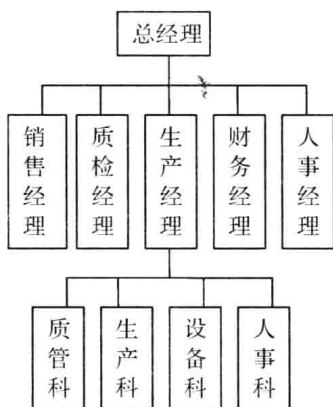 总经理
销售经理
质检经理
生产经理
财务经理
人事经理
质管科
生产科
设备科
人事科